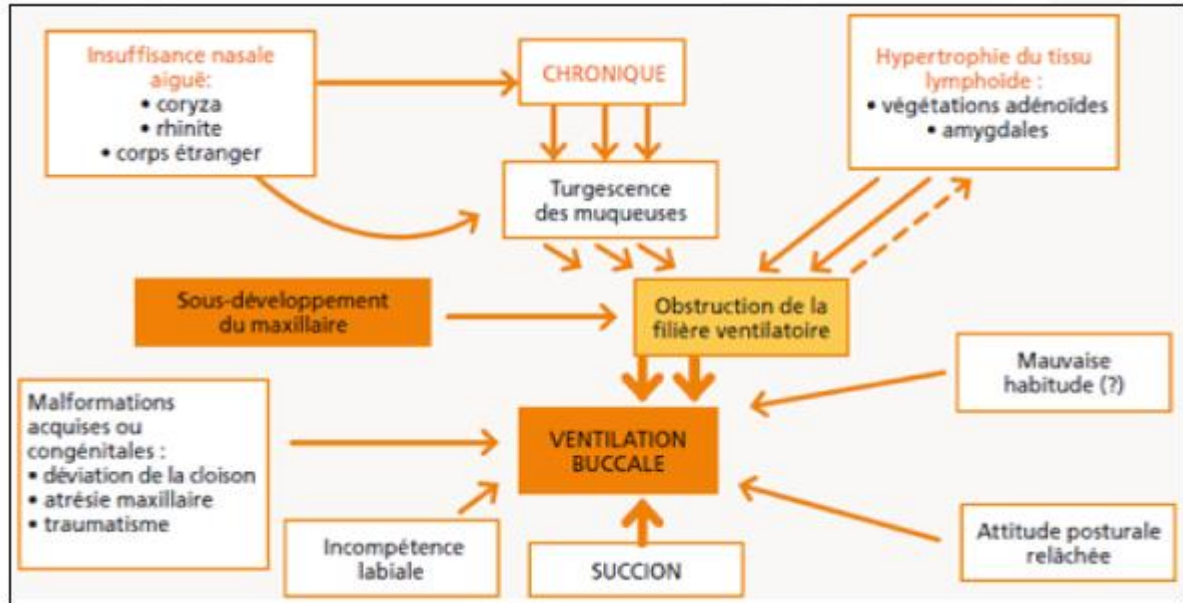 Insuffisance nasale
aiguë:
• coryza
• rhinite
• corps étranger
CHRONIQUE
Hypertrophie du tissu
lymphoïde :
• végétations adénoïdes
• amygdales
Turgescence
des muqueuses
Sous-développement
du maxillaire
Obstruction de la
filière ventilatoire
Mauvaise
habitude (?)
Malformations
acquises ou
congénitales :
• déviation de la cloison
• atrésie maxillaire
• traumatisme
VENTILATION
BUCCALE
Incompétence
labiale
SUCCION
Attitude posturale
relâchée